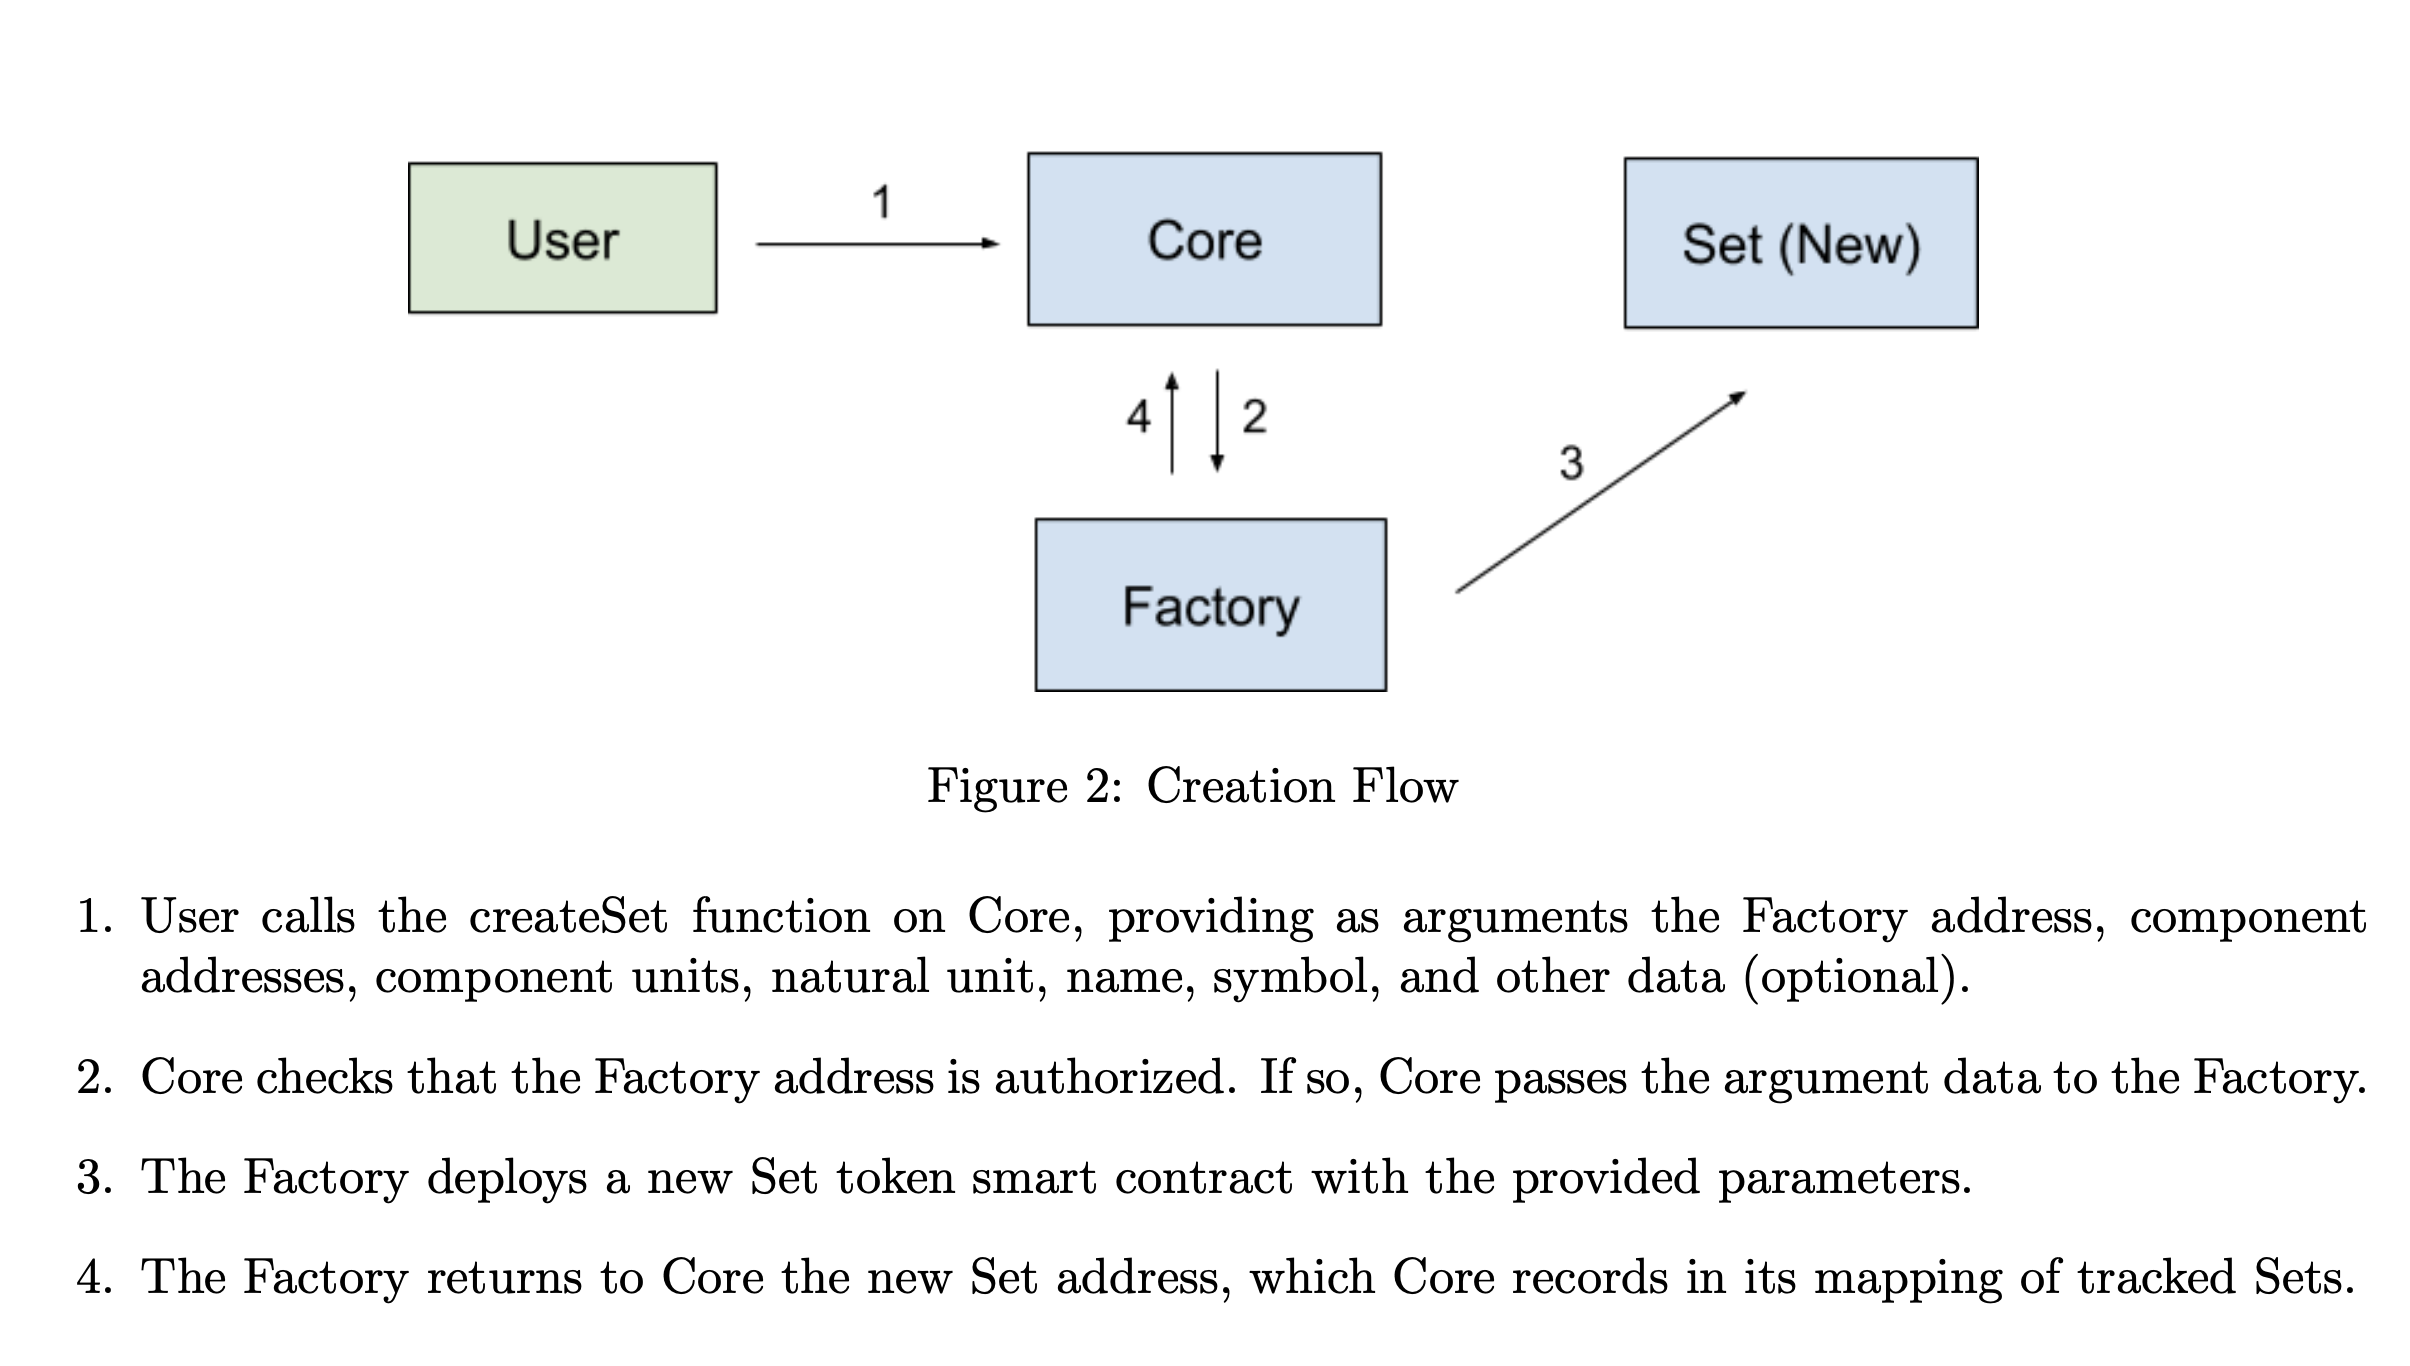 User
1
Core
Set (New)
4
2
3
Factory
Figure 2: Creation Flow
1. User calls the createSet function on Core, providing as arguments the Factory address, component
addresses, component units, natural unit, name, symbol, and other data (optional).
2. Core checks that the Factory address is authorized. If so, Core passes the argument data to the Factory.
3. The Factory deploys a new Set token smart contract with the provided parameters.
4. The Factory returns to Core the new Set address, which Core records in its mapping of tracked Sets.